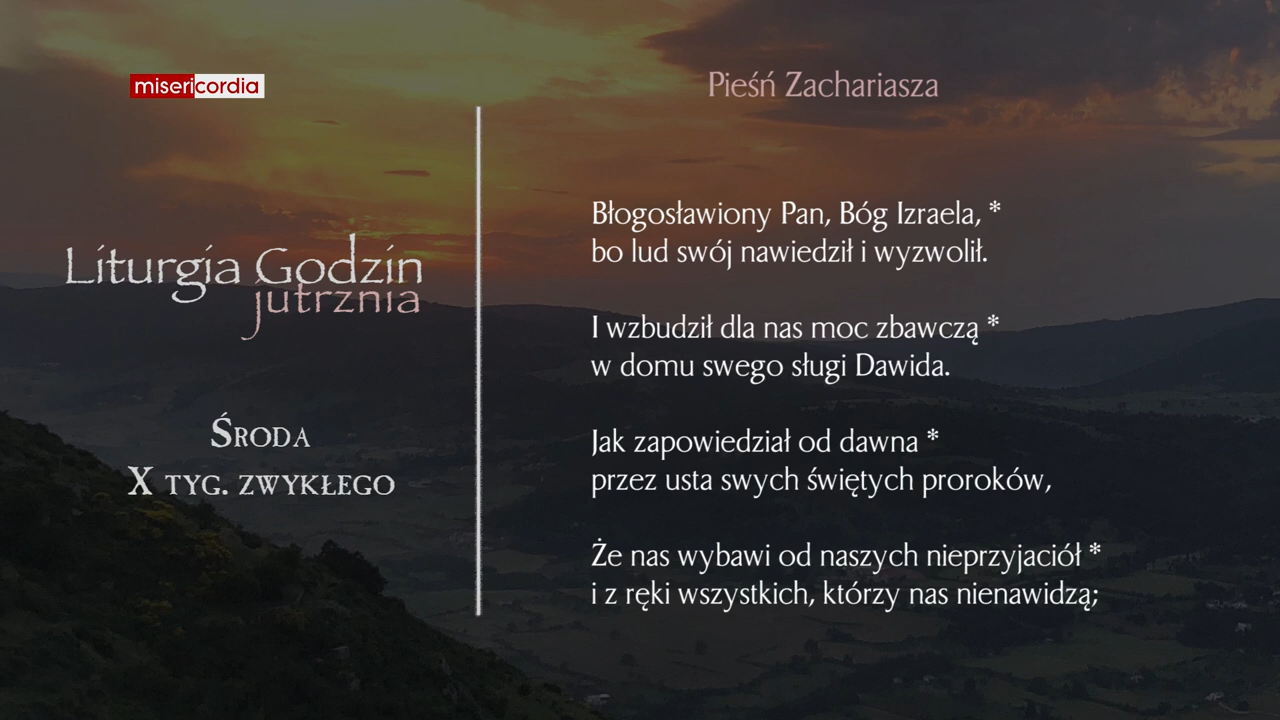 misericordia
Liturgia Godzin
jutrznia
Środa
X tyg. zwykłego
Pieśń Zachariasza
Błogosławiony Pan, Bóg Izraela, *
bo lud swój nawiedził i wyzwolił.
I wzbudził dla nas moc zbawczą *
w domu swego sługi Dawida.
Jak zapowiedział od dawna *
przez usta swych świętych proroków,
Że nas wybawi od naszych nieprzyjaciół *
i z ręki wszystkich, którzy nas nienawidzą;